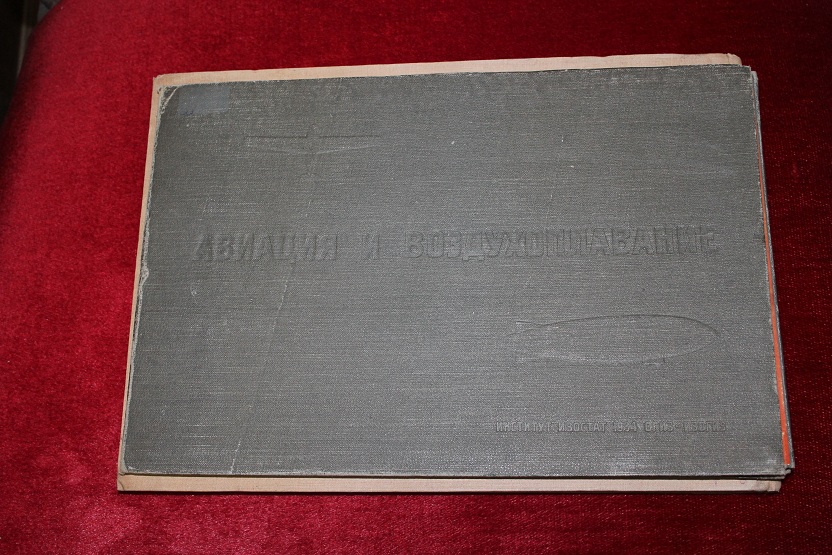 АВИАЦИЯ И ВОЗДУХОПЛАВАНИЕ
ИНСТИТУТ ИЗОСТАТ 1934